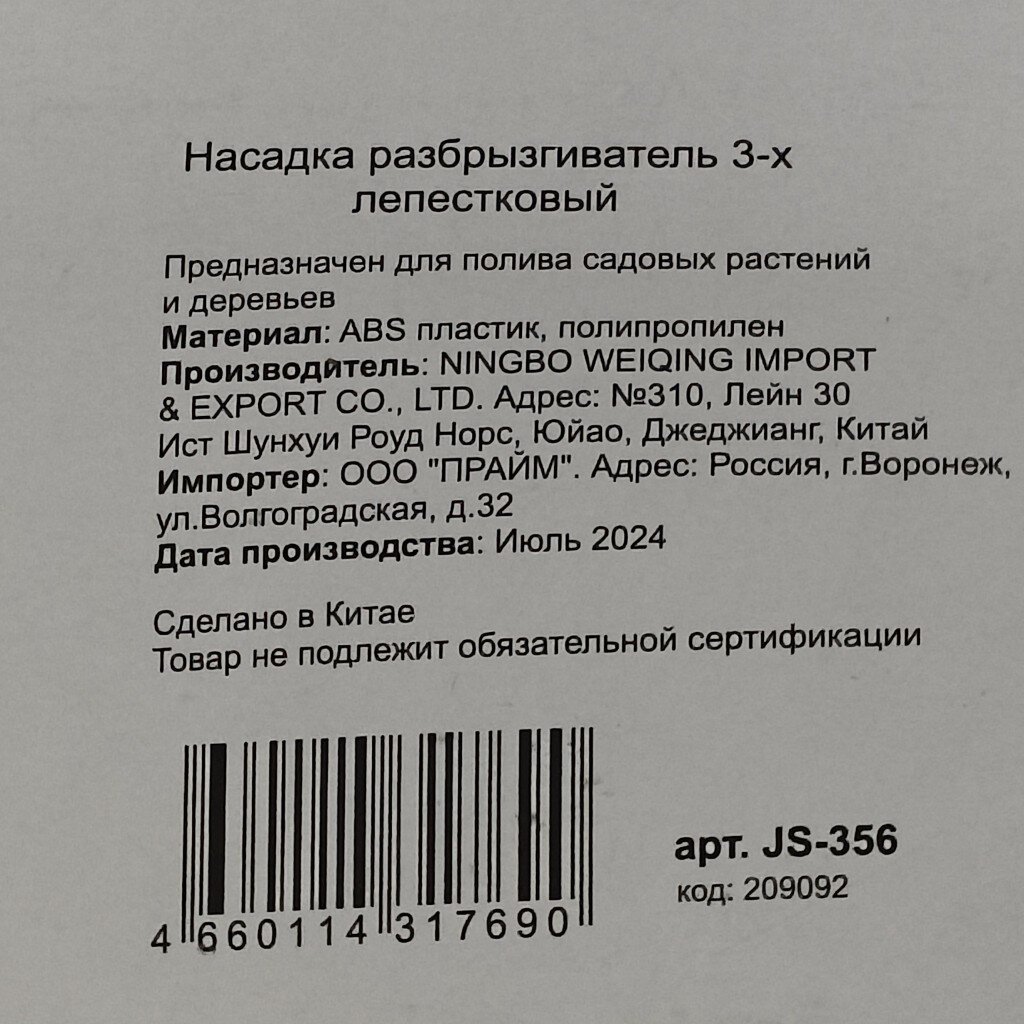 Насадка разбрызгиватель 3-х
лепестковый
Предназначен для полива садовых растений
и деревьев
Материал: ABS пластик, полипропилен
Производитель: NINGBO WEIQING IMPORT
& EXPORT CO., LTD. Адрес: №310, Лейн 30
Ист Шунхуи Роуд Норс, Юйао, Джеджианг, Китай
Импортер: ООО "ПРАЙМ". Адрес: Россия, г.Воронеж,
ул.Волгоградская, д.32
Дата производства: Июль 2024
Сделано в Китае
Товар не подлежит обязательной сертификации
арт. JS-356
код: 209092
4 660114 317690